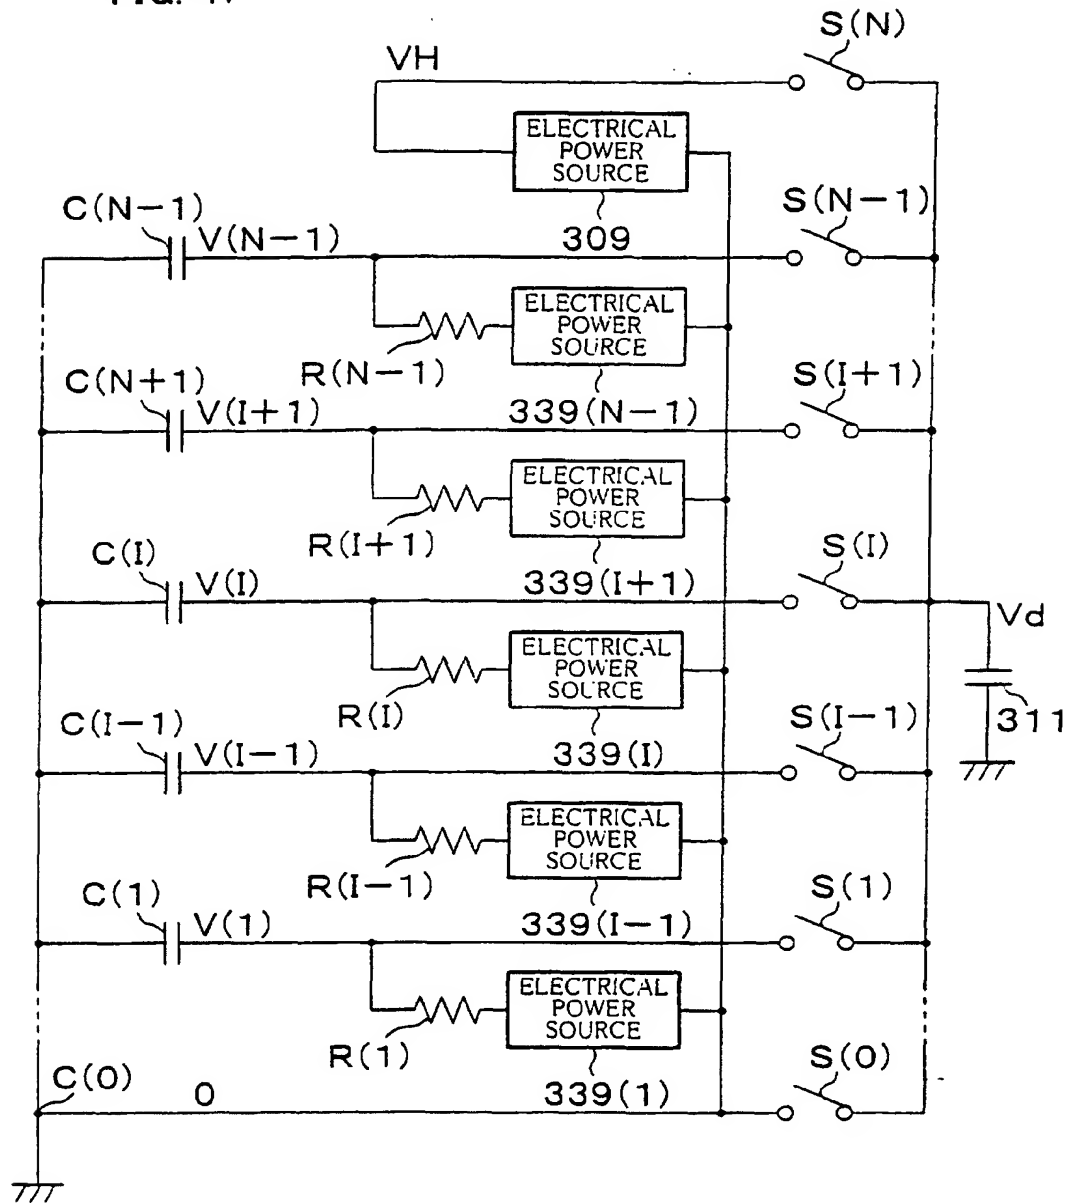 S(N)
VH
ELECTRICAL
POWER
SOURCE
C(N-1)
V(N-1)
309
S(N-1)
ELECTRICAL
POWER
SOURCE
R(N-1)
C(N+1)
V(I+1)
339(N-1)
S(I+1)
ELECTRICAL
POWER
SOURCE
R(I+1)
C(I)
V(I)
339(I+1)
S(I)
Vd
ELECTRICAL
POWER
SOURCE
R(I)
311
C(I-1)
V(I-1)
339(I)
S(I-1)
ELECTRICAL
POWER
SOURCE
R(I-1)
C(1)
V(1)
339(I-1)
S(1)
ELECTRICAL
POWER
SOURCE
R(1)
C(0)
0
339(1)
S(0)